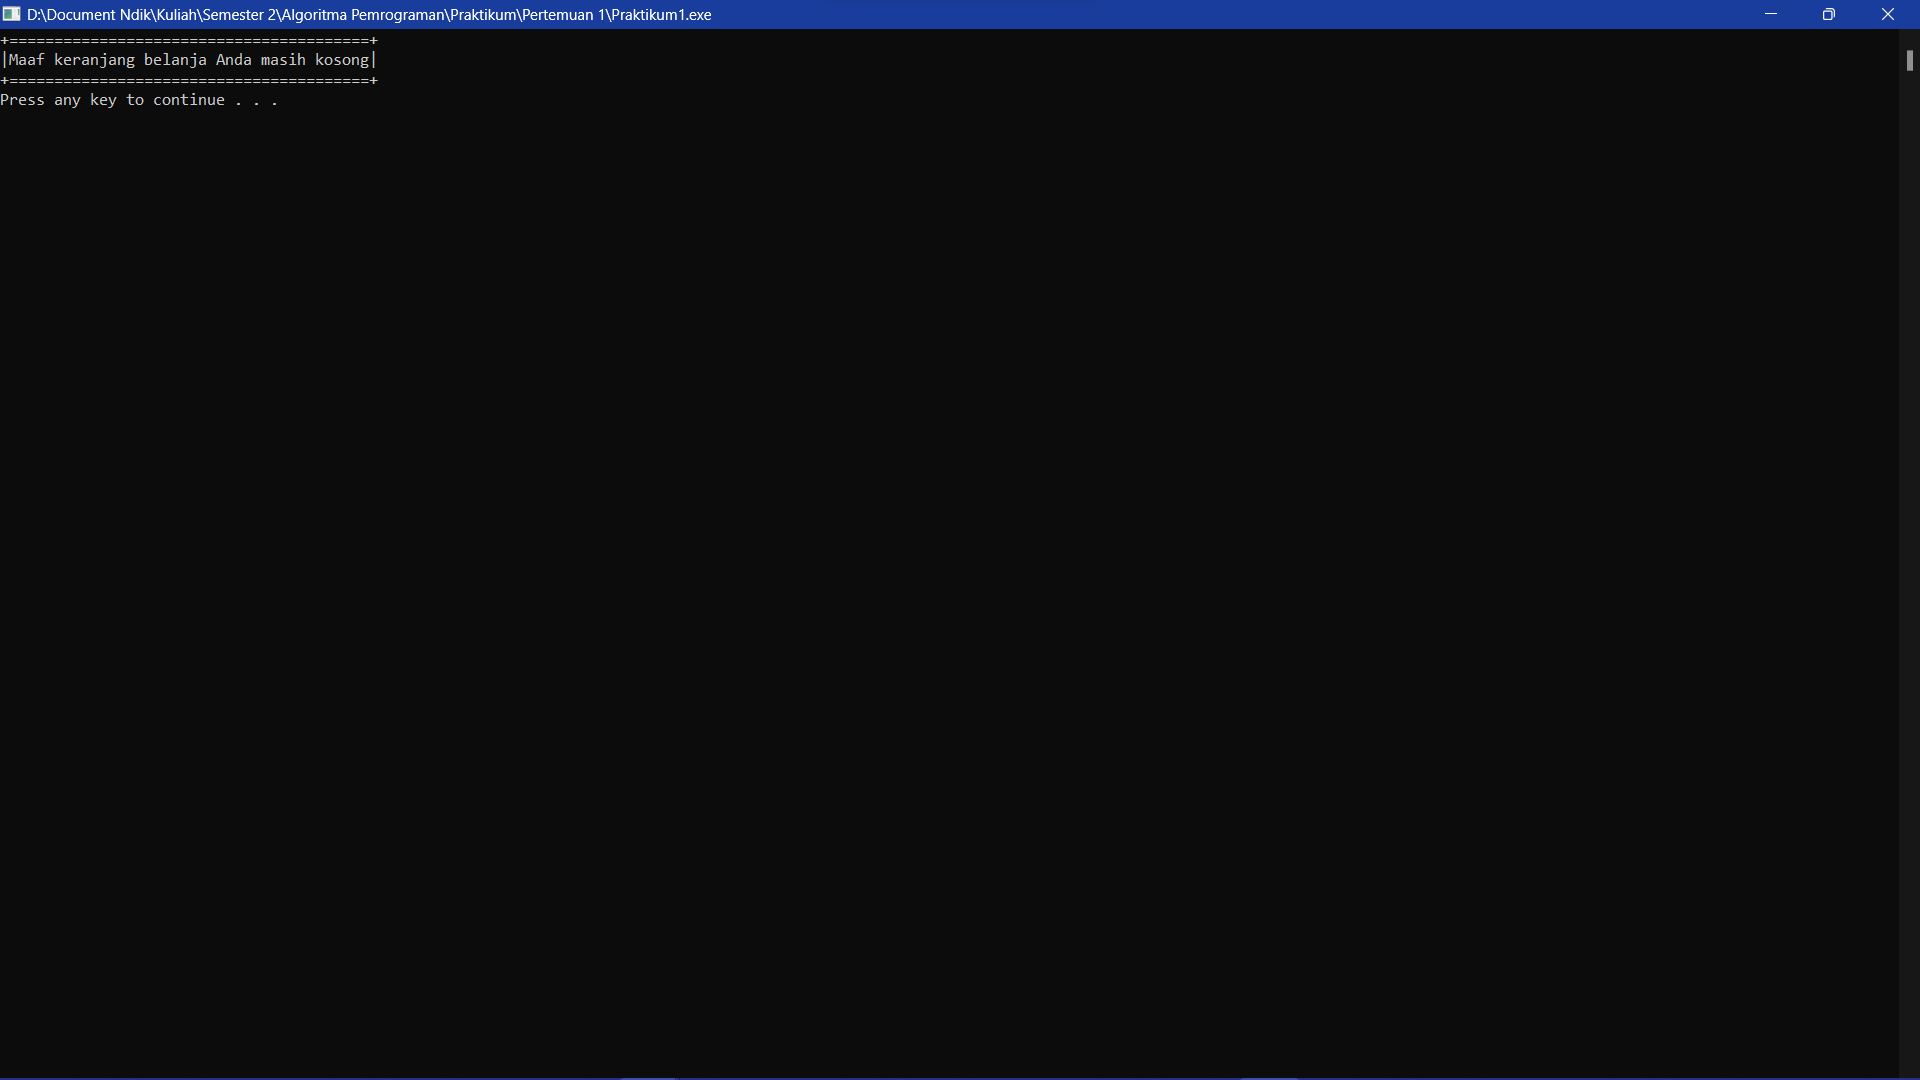 D:\Document Ndik\Kuliah\Semester 2\Algoritma Pemrograman\Praktikum\Pertemuan 1\Praktikum1.exe
+========================================+
|Maaf keranjang belanja Anda masih kosong|
+========================================+
Press any key to continue . . .